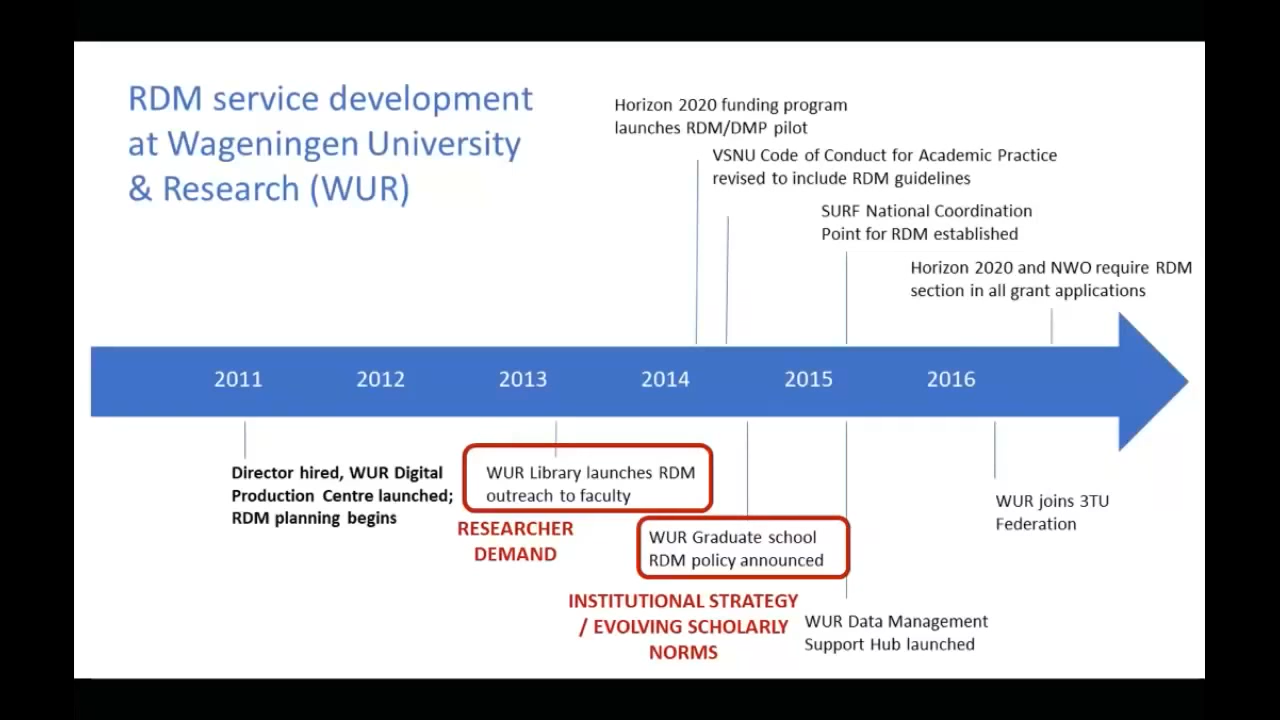 RDM service development
at Wageningen University
& Research (WUR)
Horizon 2020 funding program
launches RDM/DMP pilot
VSNU Code of Conduct for Academic Practice
revised to include RDM guidelines
SURF National Coordination
Point for RDM established
Horizon 2020 and NWO require RDM
section in all grant applications
2011 2012 2013 2014 2015 2016
Director hired, WUR Digital
Production Centre launched;
RDM planning begins
WUR Library launches RDM
outreach to faculty
RESEARCHER
DEMAND
WUR Graduate school
RDM policy announced
INSTITUTIONAL STRATEGY
/ EVOLVING SCHOLARLY
NORMS
WUR Data Management
Support Hub launched
WUR joins 3TU
Federation